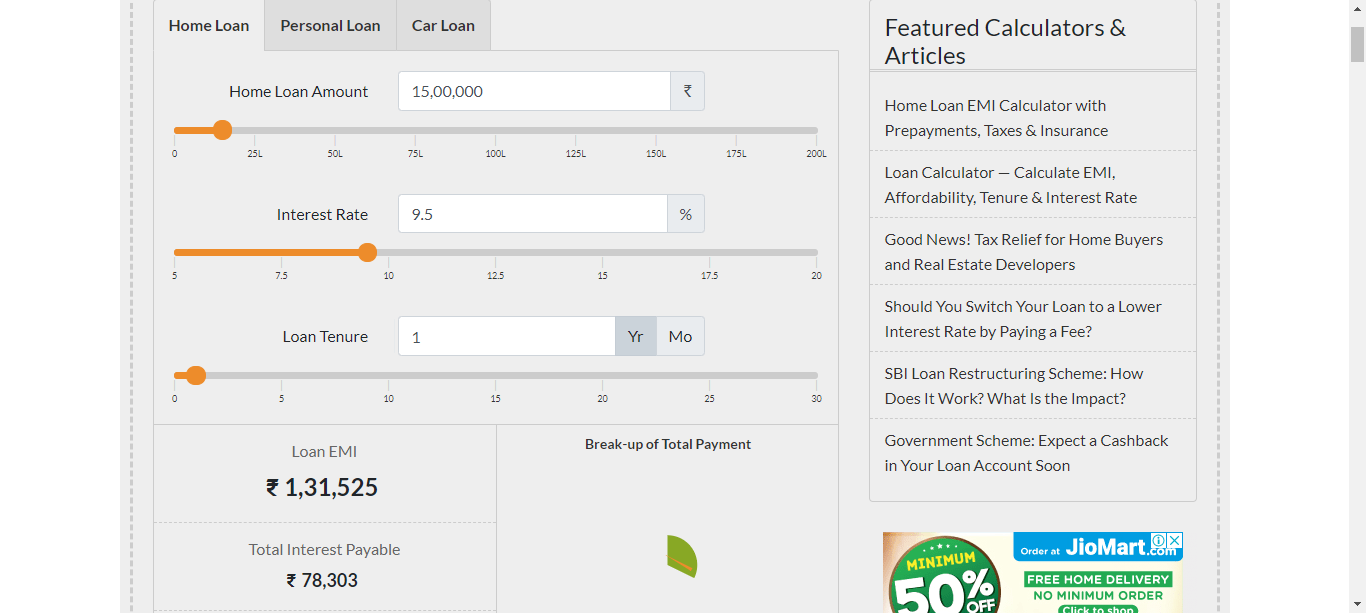 Home Loan
Personal Loan
Car Loan
Home Loan Amount
15,00,000
₹
0 25L 50L 75L 100L 125L 150L 175L 200L
Interest Rate
9.5
%
5 7.5 10 12.5 15 17.5 20
Loan Tenure
1
Yr
Mo
0 5 10 15 20 25 30
Loan EMI
₹ 1,31,525
Total Interest Payable
₹ 78,303
Break-up of Total Payment
Featured Calculators &
Articles
Home Loan EMI Calculator with
Prepayments, Taxes & Insurance
Loan Calculator — Calculate EMI,
Affordability, Tenure & Interest Rate
Good News! Tax Relief for Home Buyers
and Real Estate Developers
Should You Switch Your Loan to a Lower
Interest Rate by Paying a Fee?
SBI Loan Restructuring Scheme: How
Does It Work? What Is the Impact?
Government Scheme: Expect a Cashback
in Your Loan Account Soon
MINIMUM
50%
OFF
Order at JioMart.com
FREE HOME DELIVERY
NO MINIMUM ORDER
Click to shop